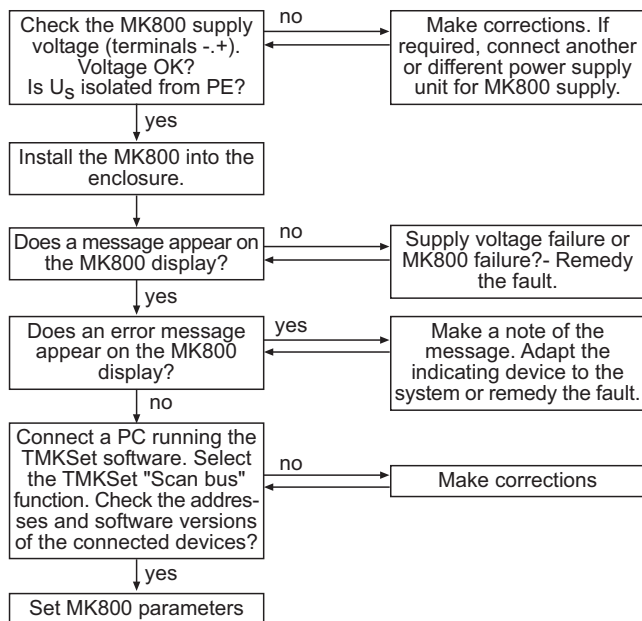 Check the MK800 supply
voltage (terminals -.+).
Voltage OK?
Is Us isolated from PE?
no
Make corrections. If
required, connect another
or different power supply
unit for MK800 supply.
yes
Install the MK800 into the
enclosure.
Does a message appear on
the MK800 display?
no
Supply voltage failure or
MK800 failure?- Remedy
the fault.
yes
Does an error message
appear on the MK800
display?
yes
Make a note of the
message. Adapt the
indicating device to the
system or remedy the fault.
no
Connect a PC running the
TMKSet software. Select
the TMKSet "Scan bus"
function. Check the addres-
ses and software versions
of the connected devices?
no
Make corrections
yes
Set MK800 parameters